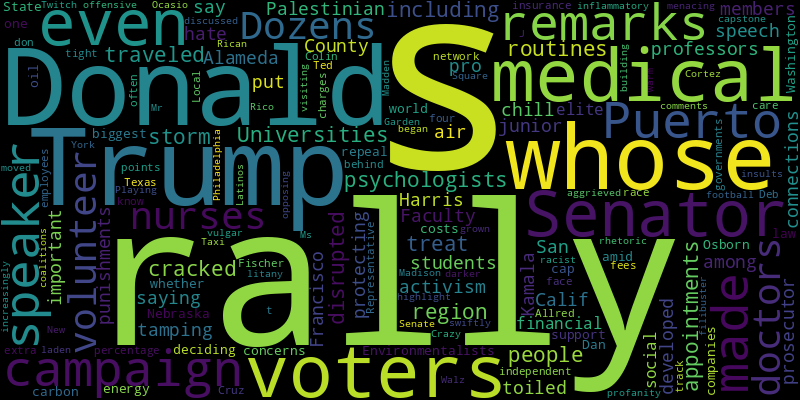 rally
S
Donald
Trump
whose
medical
Senator
Puerto
campaign
voters
even
remarks
speaker
made
doctors
volunteer
nurses
Dozens
Universities
people
region
storm
psychologists
treat
cracked
disrupted
air
appointments
connections
routines
chill
traveled
Palestinian
including
professors
speech
members
say
hate
State
Twitch
offensive
Ocasio
one
don
tight
Rican
Colin
County
Ted
Alameda
put
charges
visiting
network
square
pro
Madden
Garden
world
began
four
junior
elite
insurance
inflammatory
J
menacing
capstone
Cortez
building
comments
care
Washington
biggest
oil
Local
often
Mr
Rico
repeal
behind
York
employees
moved
Playing
know
points
Texas
Philadelphia
Latinos
opposing
Harris
Faculty
costs
grown
students
activism
protecting
Representative
San
Francisco
Calif
financial
Kamala
cap
face
racist
rhetoric
amid
fees
Osborn
among
governments
insults
football
Deb
aggrieved
race
law
prosecutor
developed
social
track
companies
filibuster
support
Dan
Allred
toiled
independent
profanity
Walz
Crazy
swiftly
Senate
highlight
Madison
darker
Environmentalists
concerns
deciding
Cruz
energy
carbon
percentage
laden
extra
New
increasingly
coalitions
important
punishments
saying
tamping
Nebraska
whether
Fischer
litany
Taxi
vulgar
Ms
t
discussed